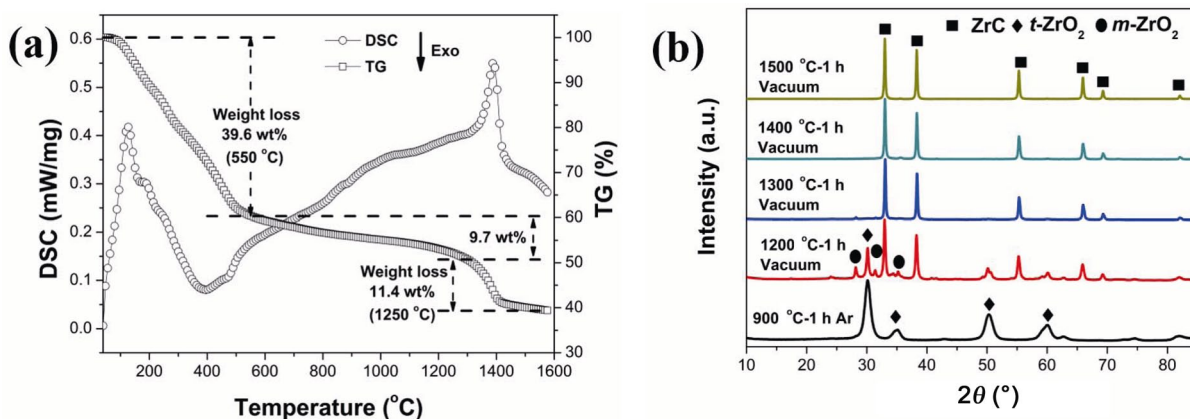 (a)
0.6
0.5
0.4
0.3
0.2
0.1
0.0
DSC (mW/mg)
DSC
TG
Exo
Weight loss
39.6 wt%
(550 °C)
9.7 wt%
Weight loss
11.4 wt%
(1250 °C)
100
90
80
70
60
50
40
30
TG (%)
200 400 600 800 1000 1200 1400 1600
Temperature (°C)
(b)
ZrC t-ZrO₂ m-ZrO₂
1500 °C-1 h
Vacuum
1400 °C-1 h
Vacuum
1300 °C-1 h
Vacuum
1200 °C-1 h
Vacuum
900 °C-1 h Ar
Intensity (a.u.)
10 20 30 40 50 60 70 80
2θ (°)